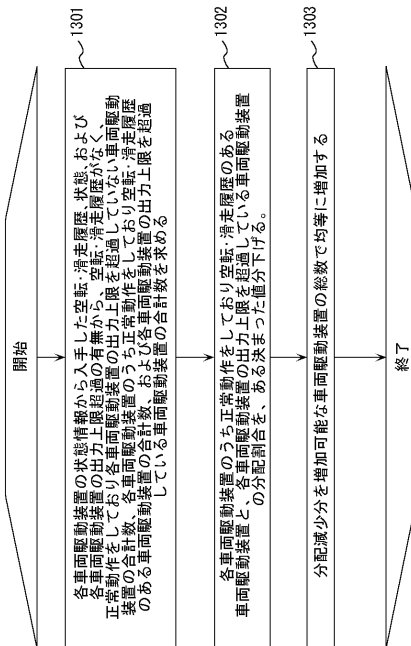 開始
1301
各車両駆動装置の状態情報から入手した空転・滑走履歴、状態、および
各車両駆動装置の出力上限超過の有無から、空転・滑走履歴がなく、
正常動作をしており各車両駆動装置の出力上限を超過していない車両駆動
装置の合計数、各車両駆動装置のうち正常動作をしており空転・滑走履歴
のある車両駆動装置の合計数、および各車両駆動装置の出力上限を超過
している車両駆動装置の合計数を求める
1302
各車両駆動装置のうち正常動作をしており空転・滑走履歴のある
車両駆動装置と、各車両駆動装置の出力上限を超過している車両駆動装置
の分配割合を、ある決まった値分下げる。
1303
分配減少分を増加可能な車両駆動装置の総数で均等に増加する
終了